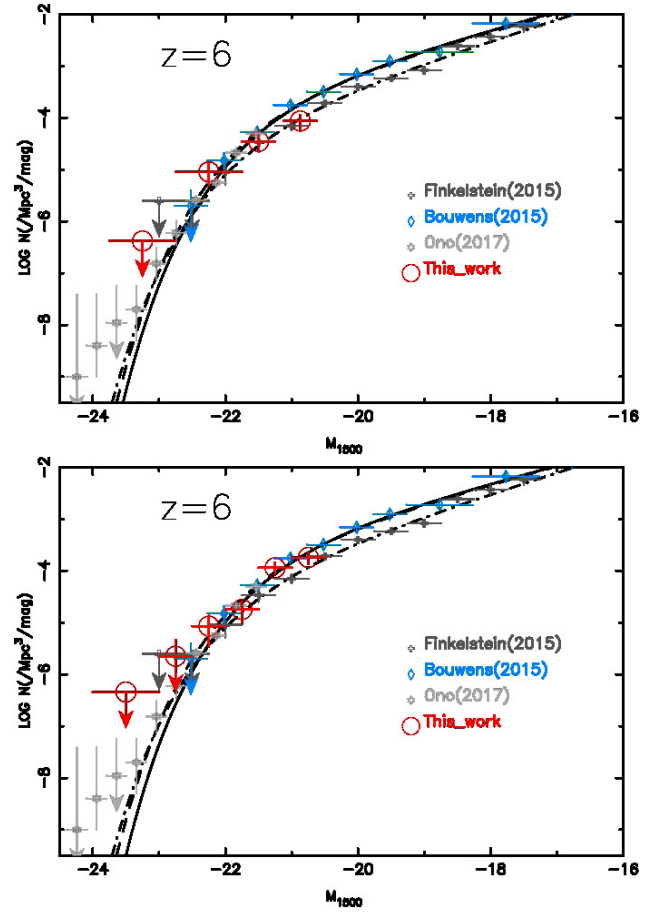 -2
z=6
-4
LOG N(/Mpc³/mag)
Finkelstein(2015)
-6
Bouwens(2015)
Ono(2017)
This_work
-8
-24 -22 -20 -18 -16
M1500
-2
z=6
-4
LOG N(/Mpc³/mag)
Finkelstein(2015)
-6
Bouwens(2015)
Ono(2017)
This_work
-8
-24 -22 -20 -18 -16
M1500